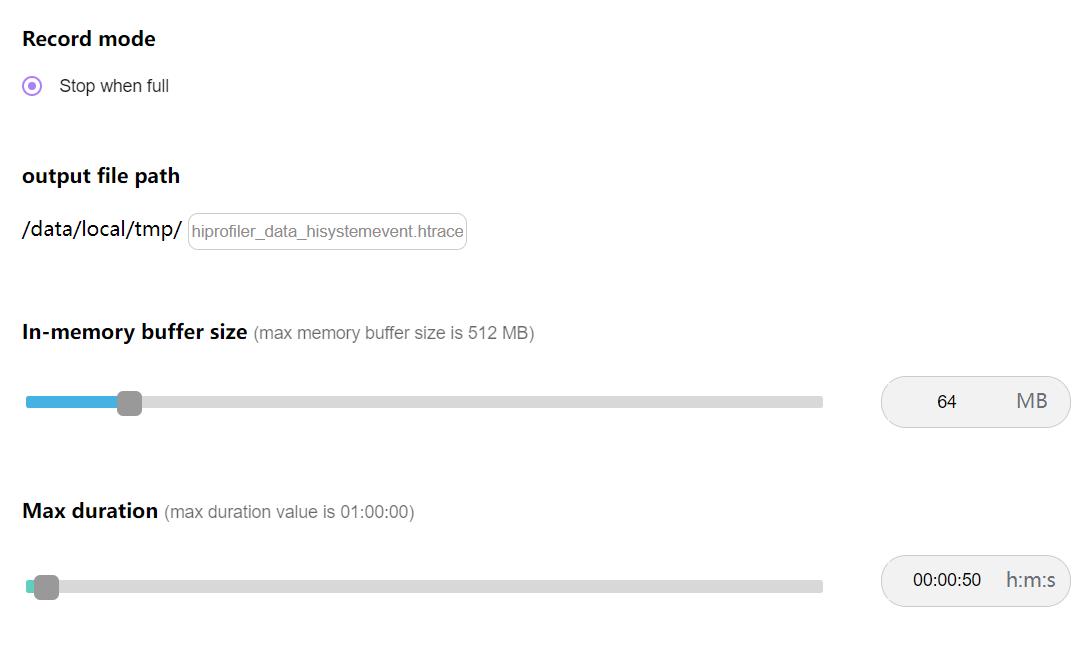 Record mode
Stop when full
output file path
/data/local/tmp/ hiprofiler_data_hisystemevent.htrace
In-memory buffer size (max memory buffer size is 512 MB)
64 MB
Max duration (max duration value is 01:00:00)
00:00:50 h:m:s